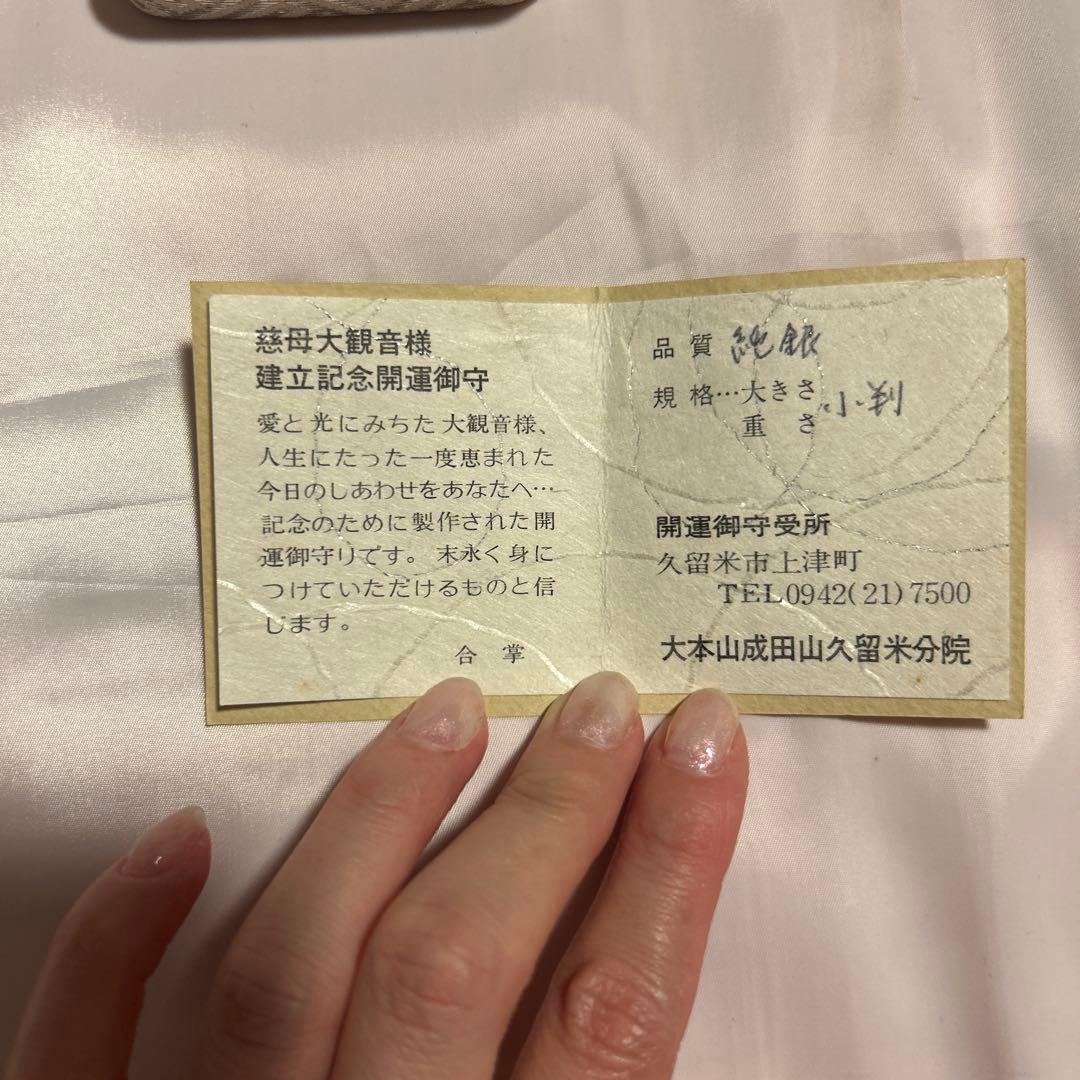 慈母大観音様
建立記念開運御守
愛と光にみちた大観音様、
人生にたった一度恵まれた
今日のしあわせをあなたへ…
記念のために製作された開
運御守りです。末永く身に
つけていただけるものと信
じます。
合 掌
品 質 純銀
規 格…大きさ 小判
重 さ
開運御守受所
久留米市上津町
TEL0942(21)7500
大本山成田山久留米分院